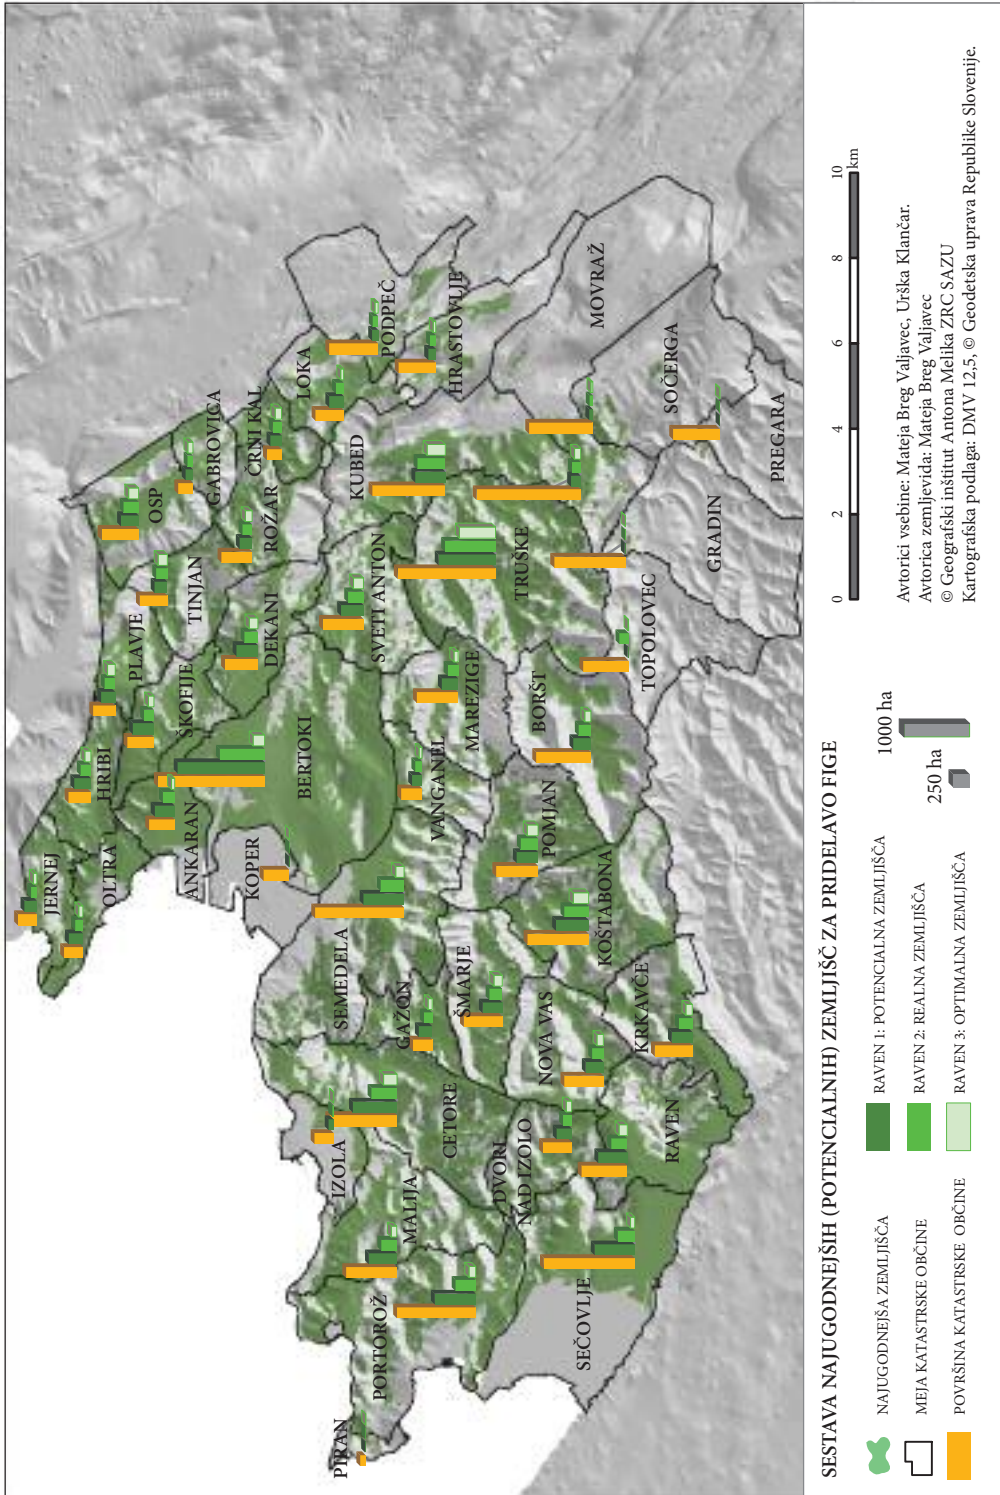 PIRAN
PORTOROŽ
SEČOVLJE
MALIJA
IZOLA
CETORE
DVORI
NAD IZOLO
RAVEN
KRKAVČE
NOVA VAS
ŠMARJE
GAŽON
SEMEDELA
KOŠTABONA
POMJAN
KOPER
ANKARAN
OLTRA
JERNEJ
HRIBI
ŠKOFIJE
PLAVJE
BERTOKI
VANGANEL
MAREZIGE
BORŠT
TOPOLOVEC
DEKANI
TINJAN
SVETI ANTON
TRUŠKE
GRADIN
PREGARA
ROŽAR
OSP
GABROVICA
ČRNI KAL
KUBED
LOKA
PODPEČ
HRASTOVLJE
MOVRAŽ
SOČERGA
SESTAVA NAJUGODNEJŠIH (POTENCIALNIH) ZEMLJIŠČ ZA PRIDELAVO FIGE
NAJUGODNEJŠA ZEMLJIŠČA
MEJA KATASTRSKE OBČINE
POVRŠINA KATASTRSKE OBČINE
RAVEN 1: POTENCIALNA ZEMLJIŠČA
RAVEN 2: REALNA ZEMLJIŠČA
RAVEN 3: OPTIMALNA ZEMLJIŠČA
1000 ha
250 ha
0 2 4 6 8 10
km
Avtorici vsebine: Mateja Breg Valjavec, Urška Klančar.
Avtorica zemljevida: Mateja Breg Valjavec
© Geografski inštitut Antona Melika ZRC SAZU
Kartografska podlaga: DMV 12,5, © Geodetska uprava Republike Slovenije.